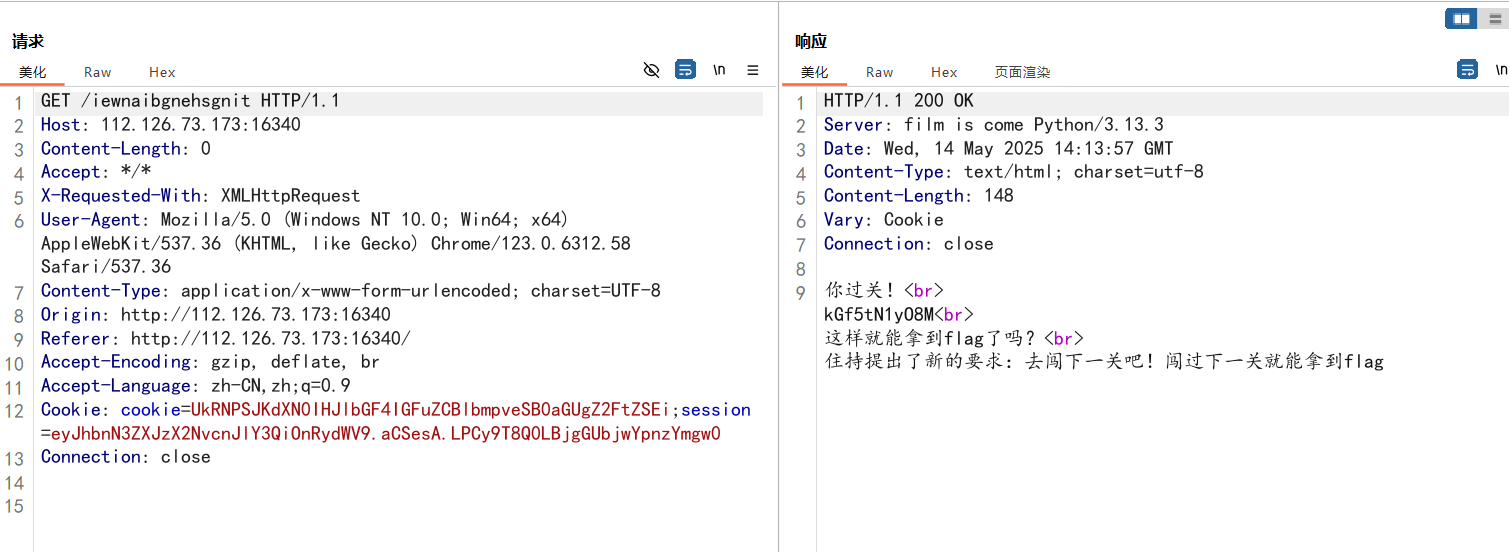 请求
美化 Raw Hex \n
1 GET /iewnaibgnehsgnit HTTP/1.1
2 Host: 112.126.73.173:16340
3 Content-Length: 0
4 Accept: */*
5 X-Requested-With: XMLHttpRequest
6 User-Agent: Mozilla/5.0 (Windows NT 10.0; Win64; x64)
AppleWebKit/537.36 (KHTML, like Gecko) Chrome/123.0.6312.58
Safari/537.36
7 Content-Type: application/x-www-form-urlencoded; charset=UTF-8
8 Origin: http://112.126.73.173:16340
9 Referer: http://112.126.73.173:16340/
10 Accept-Encoding: gzip, deflate, br
11 Accept-Language: zh-CN,zh;q=0.9
12 Cookie: cookie=UkRNPSJKdXN0IHJlbGF4IGFuZCBlbmpveSB0aGUgZ2FtZSEi;session
=eyJhbnN3ZXJzX2NvcnJlY3QiOnRydWV9.aCSesA.LPCy9T8Q0LBjgGUbjwYpnzYmgw0
13 Connection: close
14
15
响应
美化 Raw Hex 页面渲染 \n
1 HTTP/1.1 200 OK
2 Server: film is come Python/3.13.3
3 Date: Wed, 14 May 2025 14:13:57 GMT
4 Content-Type: text/html; charset=utf-8
5 Content-Length: 148
6 Vary: Cookie
7 Connection: close
8
9 你过关！<br>
kGf5tN1yO8M<br>
这样就能拿到flag了吗？<br>
住持提出了新的要求：去闯下一关吧！闯过下一关就能拿到flag